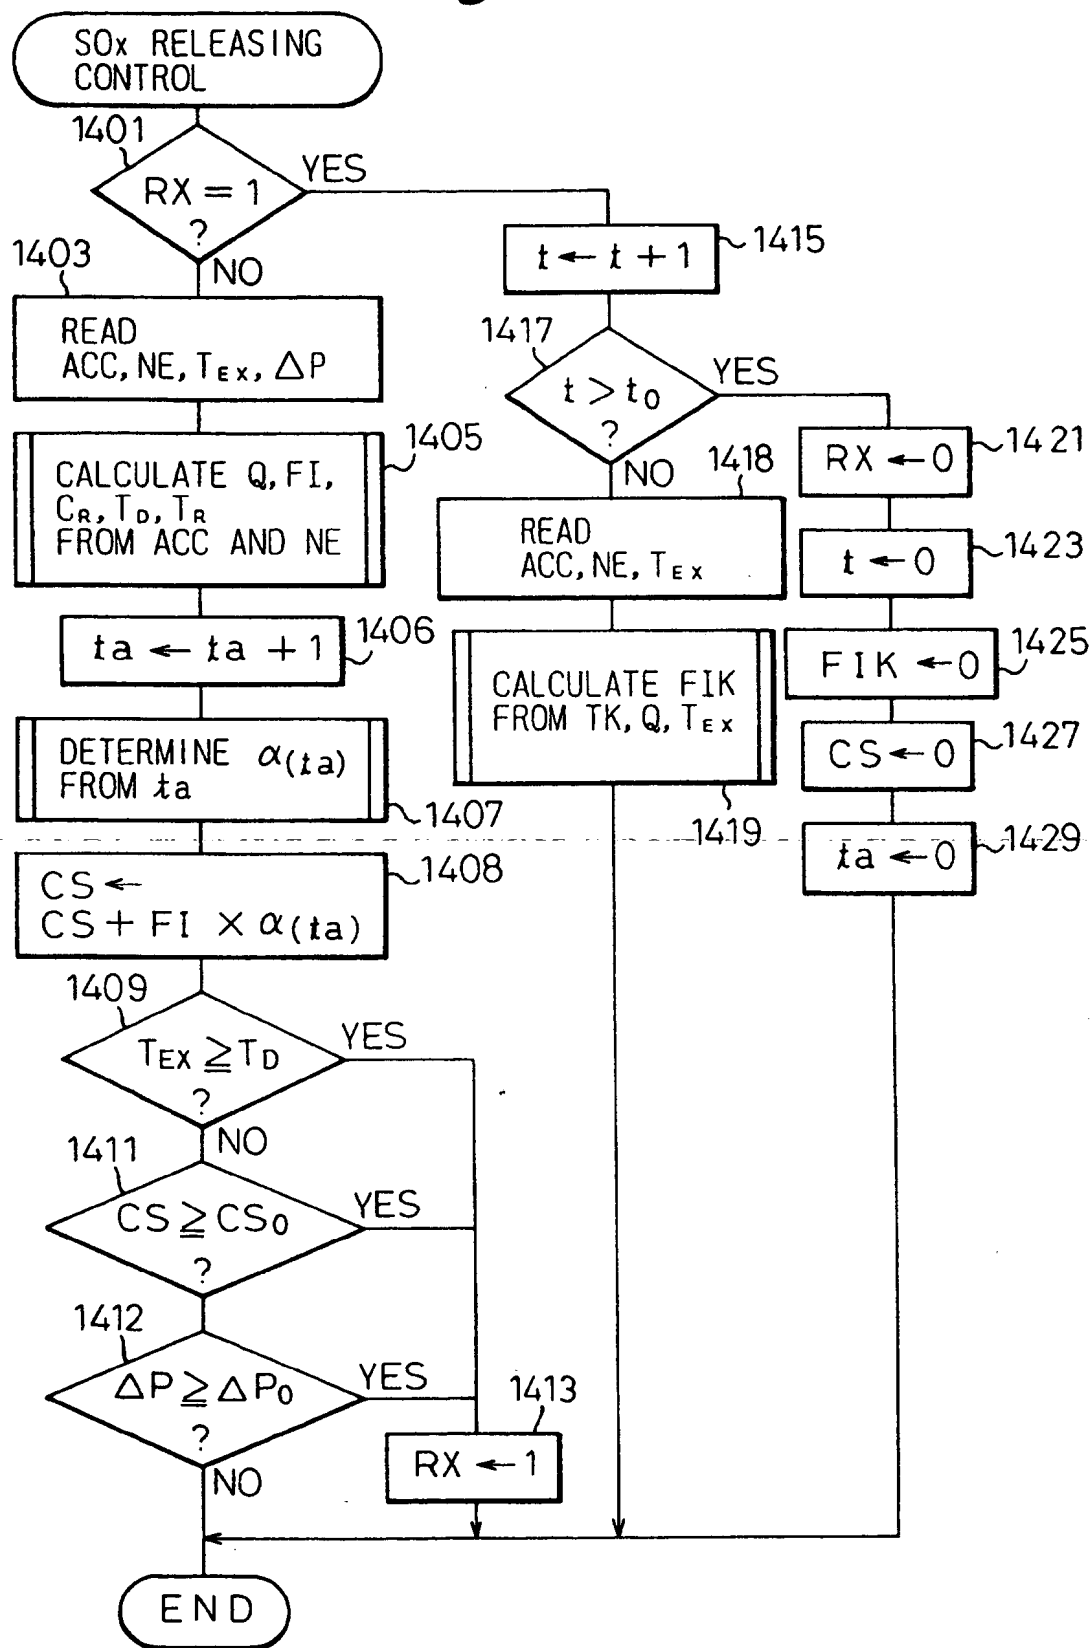 SOx RELEASING
CONTROL
1401
RX = 1
?
YES
NO
1403
READ
ACC, NE, TEX, △P
1405
CALCULATE Q, FI,
CR, TD, TR
FROM ACC AND NE
ta ← ta + 1
1406
DETERMINE α(ta)
FROM ta
1407
CS ←
CS + FI × α(ta)
1408
1409
TEX ≧ TD
?
YES
NO
1411
CS ≧ CS0
?
YES
1412
△P ≧ △P0
?
YES
NO
1413
RX ← 1
t ← t + 1
1415
1417
t > t0
?
YES
NO
1418
READ
ACC, NE, TEX
CALCULATE FIK
FROM TK, Q, TEX
1419
RX ← 0
1421
t ← 0
1423
FIK ← 0
1425
CS ← 0
1427
ta ← 0
1429
END